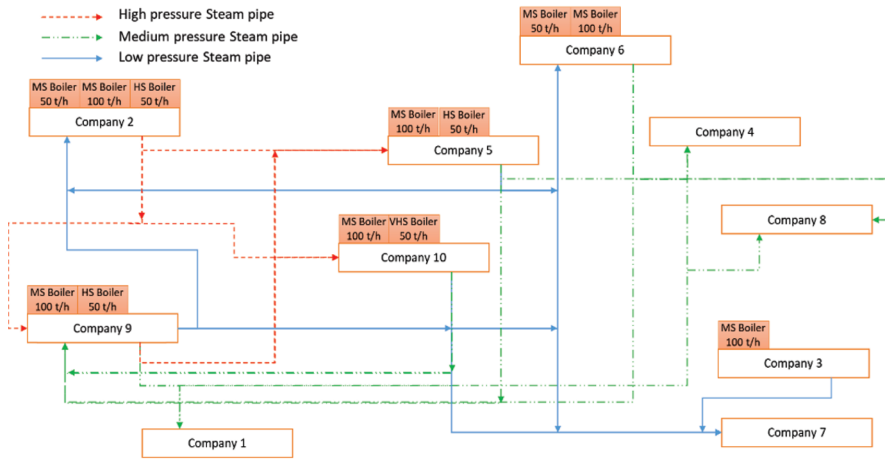 High pressure Steam pipe
Medium pressure Steam pipe
Low pressure Steam pipe
MS Boiler MS Boiler
50 t/h 100 t/h
Company 6
MS Boiler MS Boiler HS Boiler
50 t/h 100 t/h 50 t/h
Company 2
MS Boiler HS Boiler
100 t/h 50 t/h
Company 5
Company 4
MS Boiler VHS Boiler
100 t/h 50 t/h
Company 10
Company 8
MS Boiler HS Boiler
100 t/h 50 t/h
Company 9
MS Boiler
100 t/h
Company 3
Company 1
Company 7